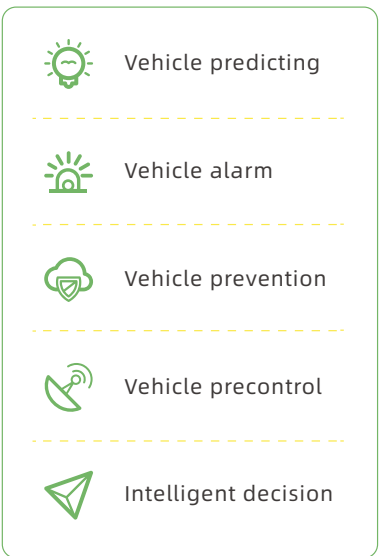 Vehicle predicting
Vehicle alarm
Vehicle prevention
Vehicle precontrol
Intelligent decision